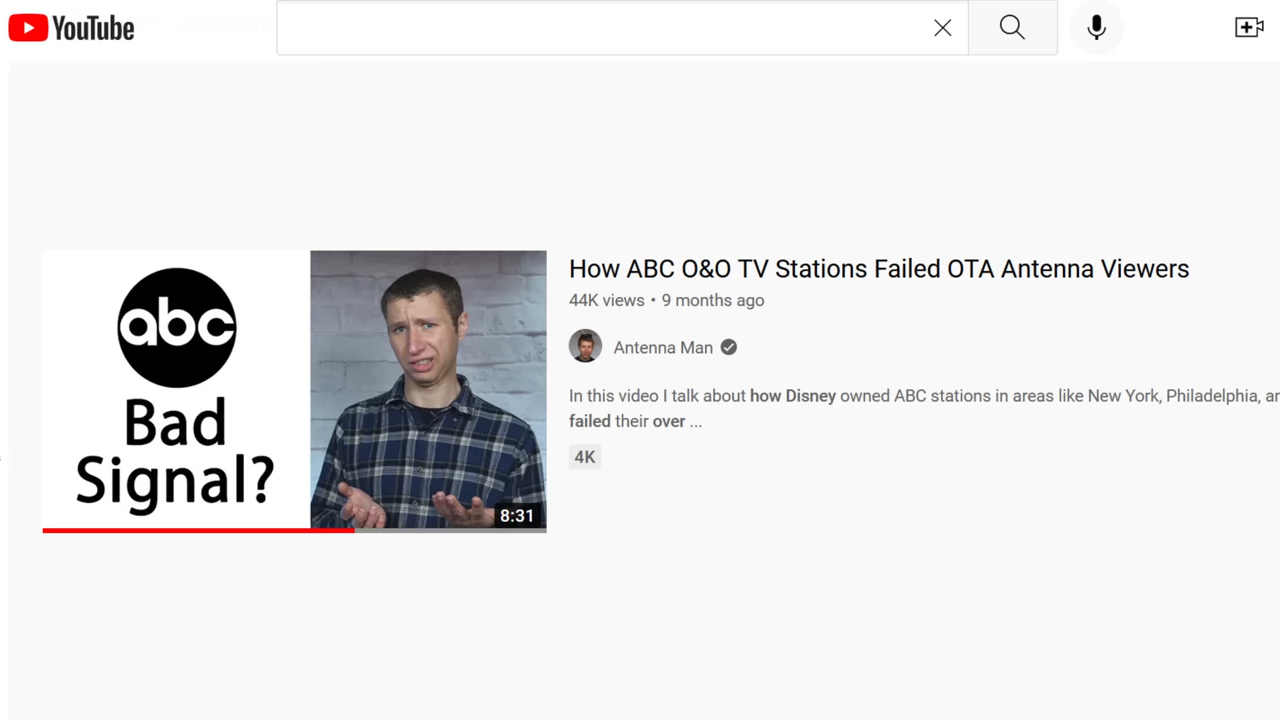 YouTube
How ABC O&O TV Stations Failed OTA Antenna Viewers
44K views • 9 months ago
Antenna Man
In this video I talk about how Disney owned ABC stations in areas like New York, Philadelphia,
failed their over ...
4K
abc
Bad
Signal?
8:31